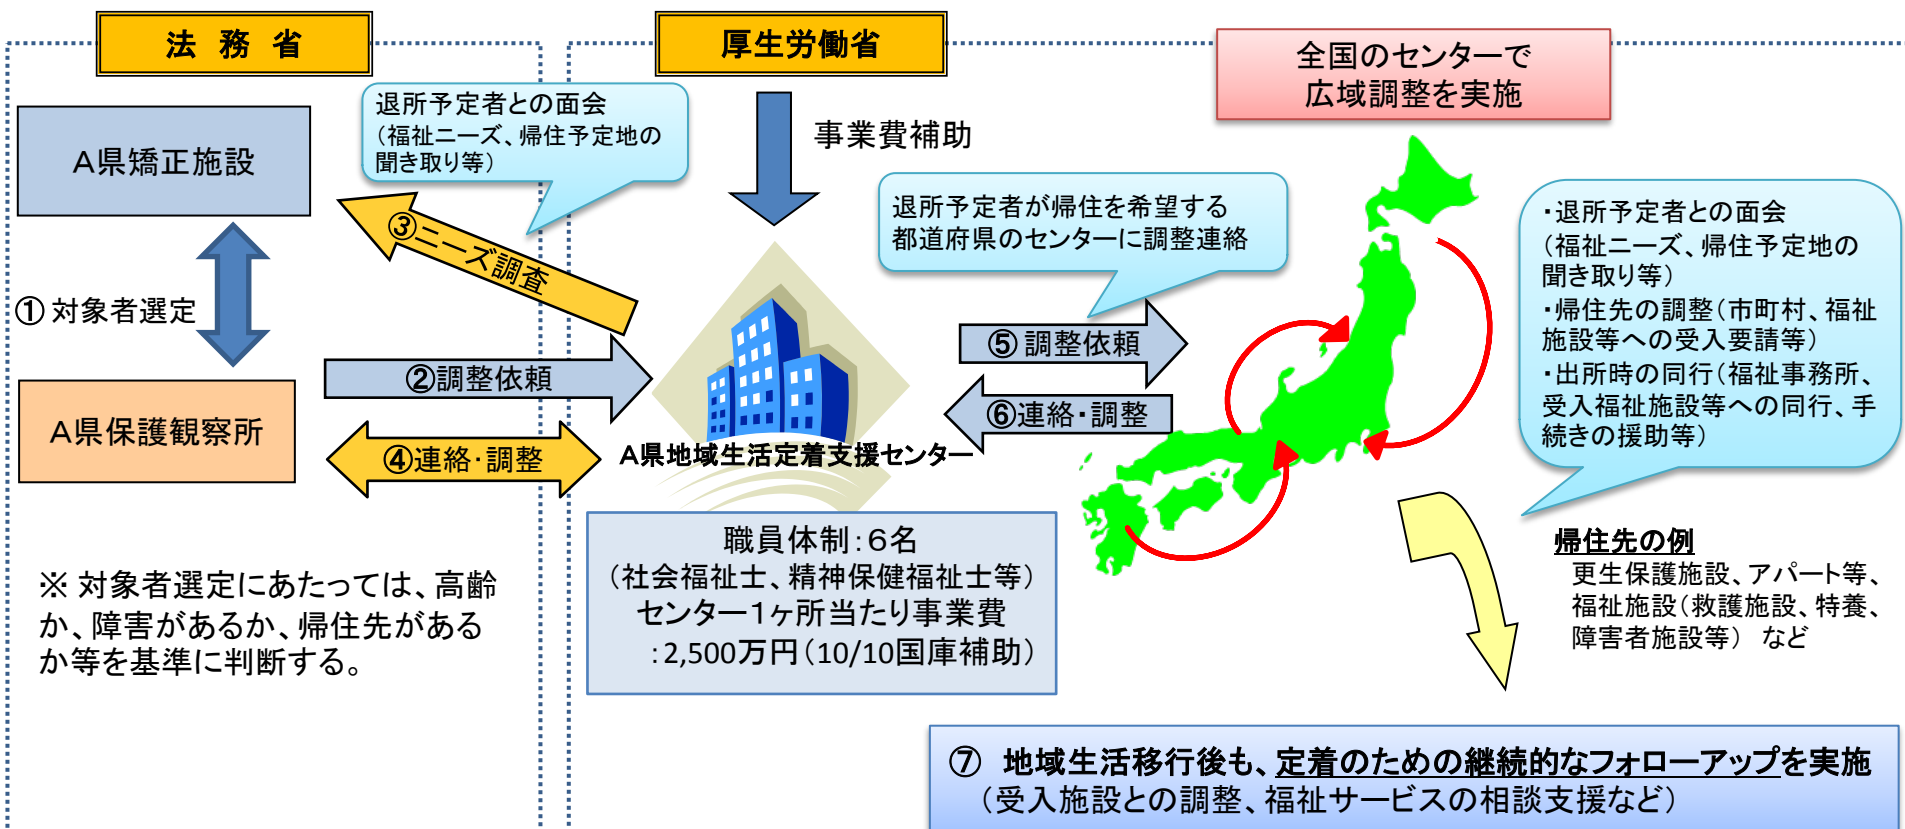 法 務 省
厚生労働省
全国のセンターで
広域調整を実施
A県矯正施設
退所予定者との面会
（福祉ニーズ、帰住予定地の
聞き取り等）
事業費補助
①対象者選定
③ニーズ調査
②調整依頼
A県保護観察所
④連絡・調整
A県地域生活定着支援センター
退所予定者が帰住を希望する
都道府県のセンターに調整連絡
⑤調整依頼
⑥連絡・調整
・退所予定者との面会
（福祉ニーズ、帰住予定地の
聞き取り等）
・帰住先の調整（市町村、福祉
施設等への受入要請等）
・出所時の同行（福祉事務所、
受入福祉施設等への同行、手
続きの援助等）
※ 対象者選定にあたっては、高齢
か、障害があるか、帰住先がある
か等を基準に判断する。
職員体制：６名
（社会福祉士、精神保健福祉士等）
センター１ヶ所当たり事業費
：2,500万円（10/10国庫補助）
帰住先の例
更生保護施設、アパート等、
福祉施設（救護施設、特養、
障害者施設等） など
⑦ 地域生活移行後も、定着のための継続的なフォローアップを実施
（受入施設との調整、福祉サービスの相談支援など）